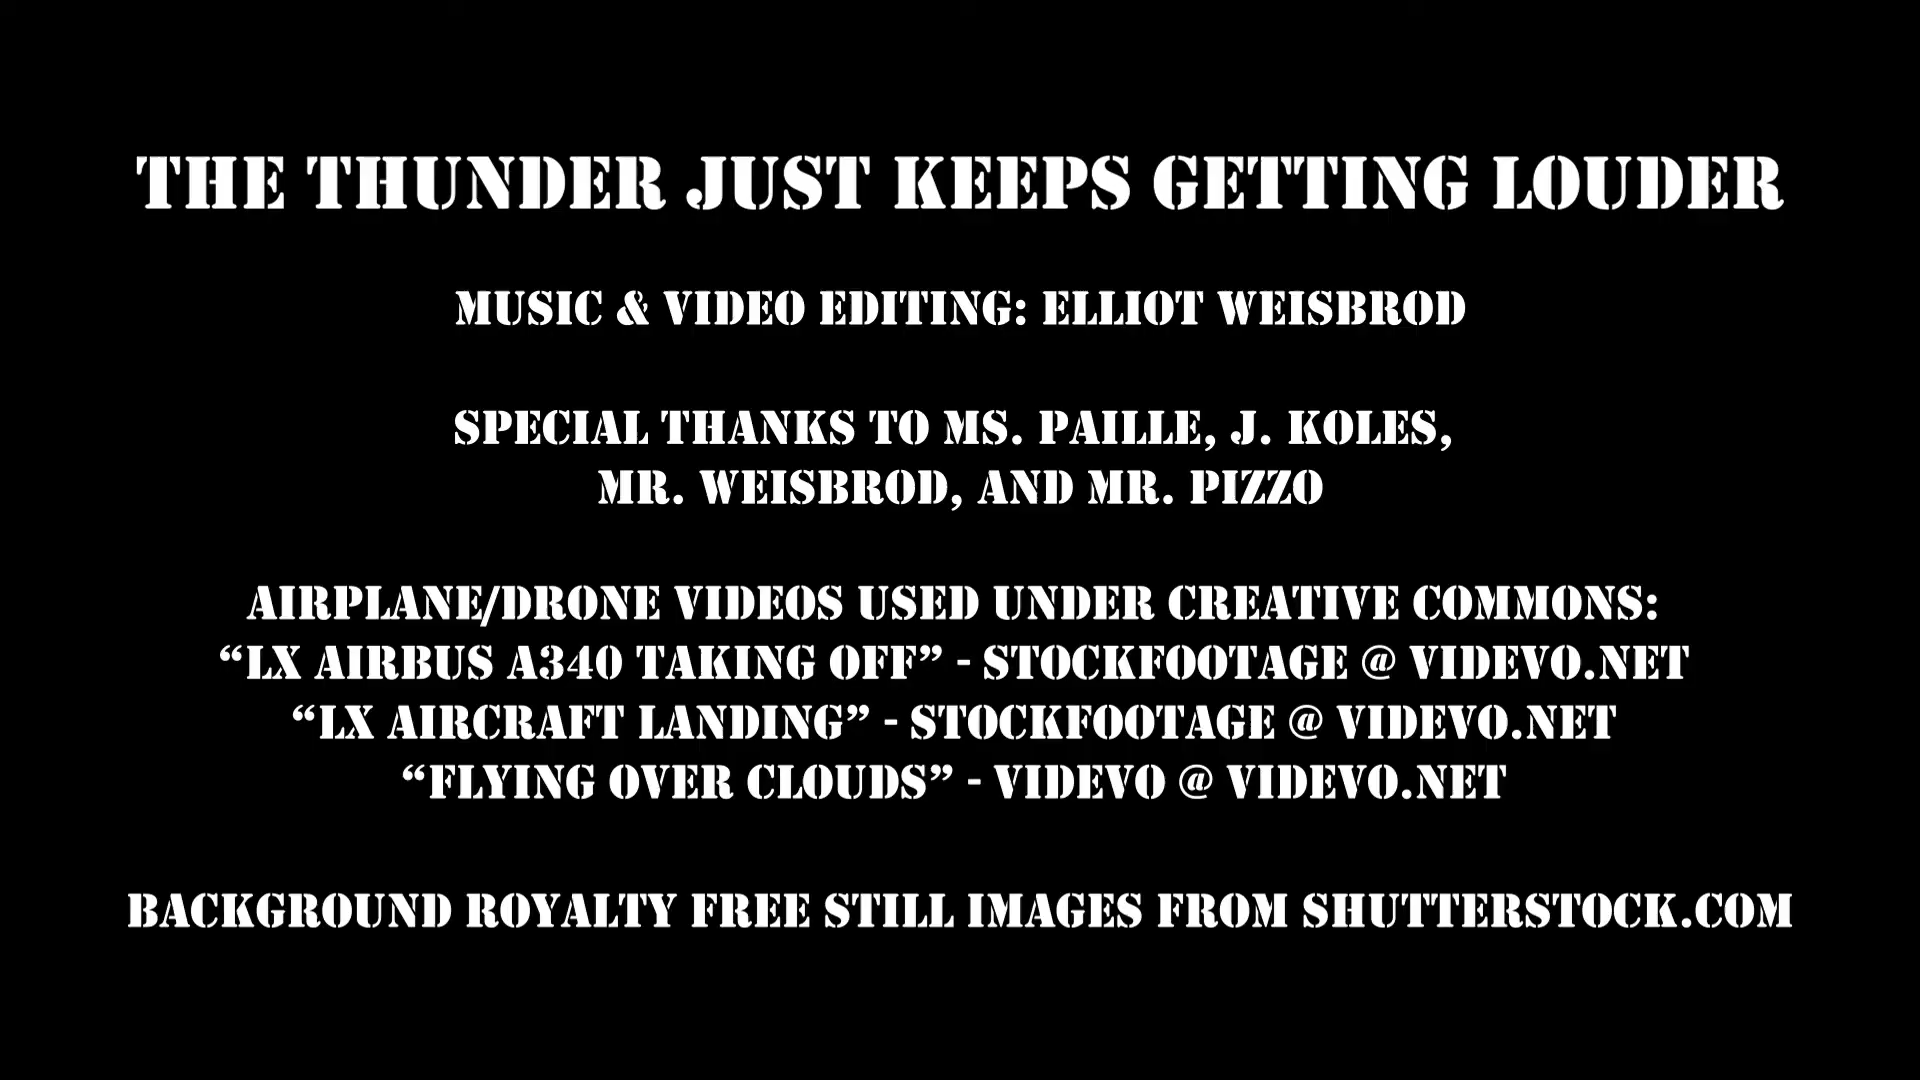 THE THUNDER JUST KEEPS GETTING LOUDER
MUSIC & VIDEO EDITING: ELLIOT WEISBROD
SPECIAL THANKS TO MS. PAILLE, J. KOLES,
MR. WEISBROD, AND MR. PIZZO
AIRPLANE/DRONE VIDEOS USED UNDER CREATIVE COMMONS:
“LX AIRBUS A340 TAKING OFF” - STOCKFOOTAGE @ VIDEVO.NET
“LX AIRCRAFT LANDING” - STOCKFOOTAGE @ VIDEVO.NET
“FLYING OVER CLOUDS” - VIDEVO @ VIDEVO.NET
BACKGROUND ROYALTY FREE STILL IMAGES FROM SHUTTERSTOCK.COM